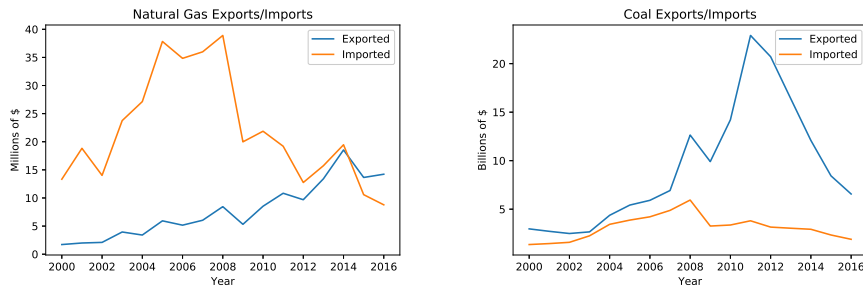 Natural Gas Exports/Imports
Exported
Imported
Millions of $
40
35
30
25
20
15
10
5
0
2000 2002 2004 2006 2008 2010 2012 2014 2016
Year
Coal Exports/Imports
Exported
Imported
Billions of $
20
15
10
5
2000 2002 2004 2006 2008 2010 2012 2014 2016
Year